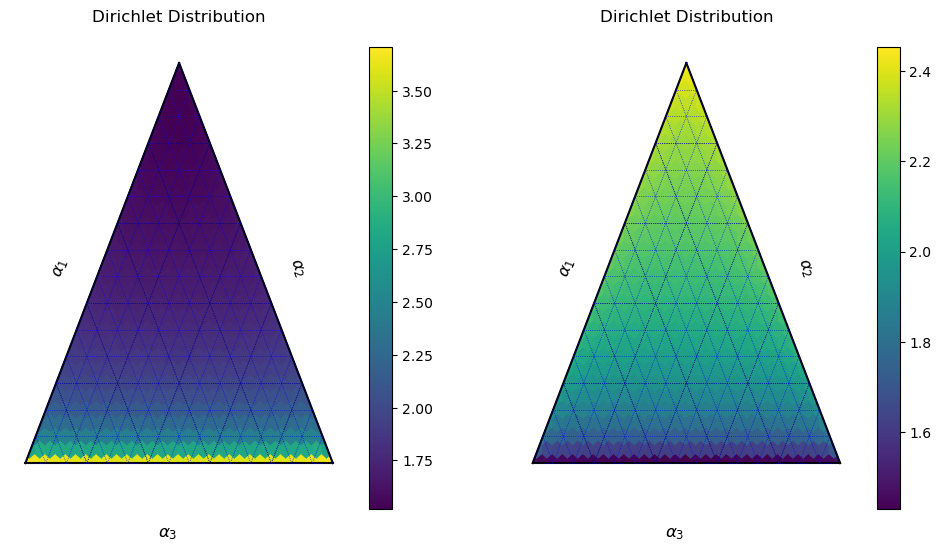 Dirichlet Distribution
α₁
α₂
α₃
3.50
3.25
3.00
2.75
2.50
2.25
2.00
1.75
Dirichlet Distribution
α₁
α₂
α₃
2.4
2.2
2.0
1.8
1.6